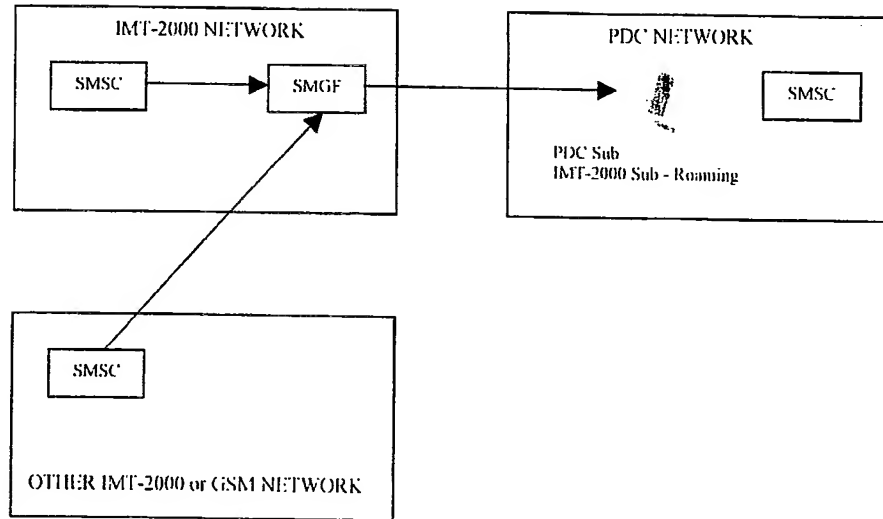 IMT-2000 NETWORK
SMSC
SMGF
PDC NETWORK
SMSC
PDC Sub
IMT-2000 Sub - Roaming
SMSC
OTHER IMT-2000 or GSM NETWORK